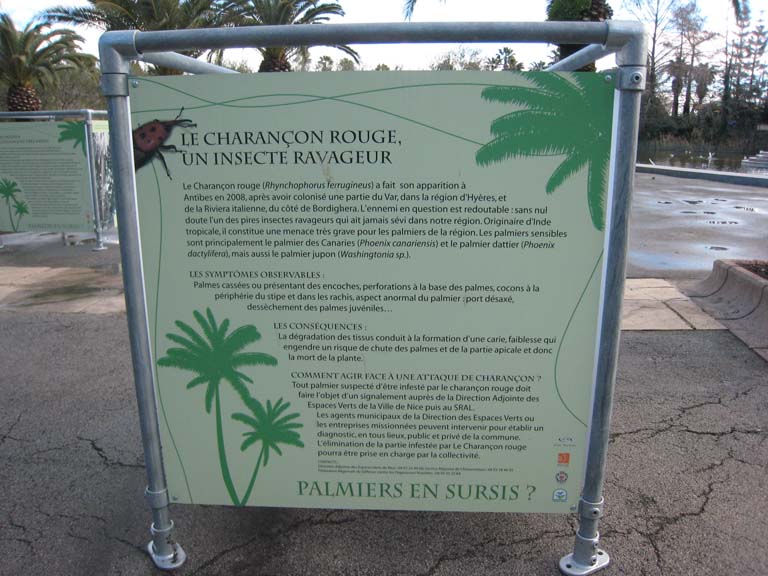 LE CHARANÇON ROUGE,
UN INSECTE RAVAGEUR
Le Charançon rouge (Rhynchophorus ferrugineus) a fait son apparition à
Antibes en 2008, après avoir colonisé une partie du Var, dans la région d'Hyères, et
de la Riviera italienne, du côté de Bordighera. L'ennemi en question est redoutable : sans nul
doute l'un des pires insectes ravageurs qui ait jamais sévi dans notre région. Originaire d'Inde
tropicale, il constitue une menace très grave pour les palmiers de la région. Les palmiers sensibles
sont principalement le palmier des Canaries (Phoenix canariensis) et le palmier dattier (Phoenix
dactylifera), mais aussi le palmier jupon (Washingtonia sp.).
LES SYMPTÔMES OBSERVABLES :
Palmes cassées ou présentant des encoches, perforations à la base des palmes, cocons à la
périphérie du stipe et dans les rachis, aspect anormal du palmier : port désaxé,
dessèchement des palmes juvéniles...
LES CONSÉQUENCES :
La dégradation des tissus conduit à la formation d'une carie, faiblesse qui
engendre un risque de chute des palmes et de la partie apicale et donc
la mort de la plante.
COMMENT AGIR FACE À UNE ATTAQUE DE CHARANÇON ?
Tout palmier suspecté d'être infesté par le charançon rouge doit
faire l'objet d'un signalement auprès de la Direction Adjointe des
Espaces Verts de la Ville de Nice puis au SRAL.
Les agents municipaux de la Direction des Espaces Verts ou
les entreprises missionnées peuvent intervenir pour établir un
diagnostic, en tous lieux, public et privé de la commune.
L'élimination de la partie infestée par Le Charançon rouge
pourra être prise en charge par la collectivité.
PALMIERS EN SURSIS ?